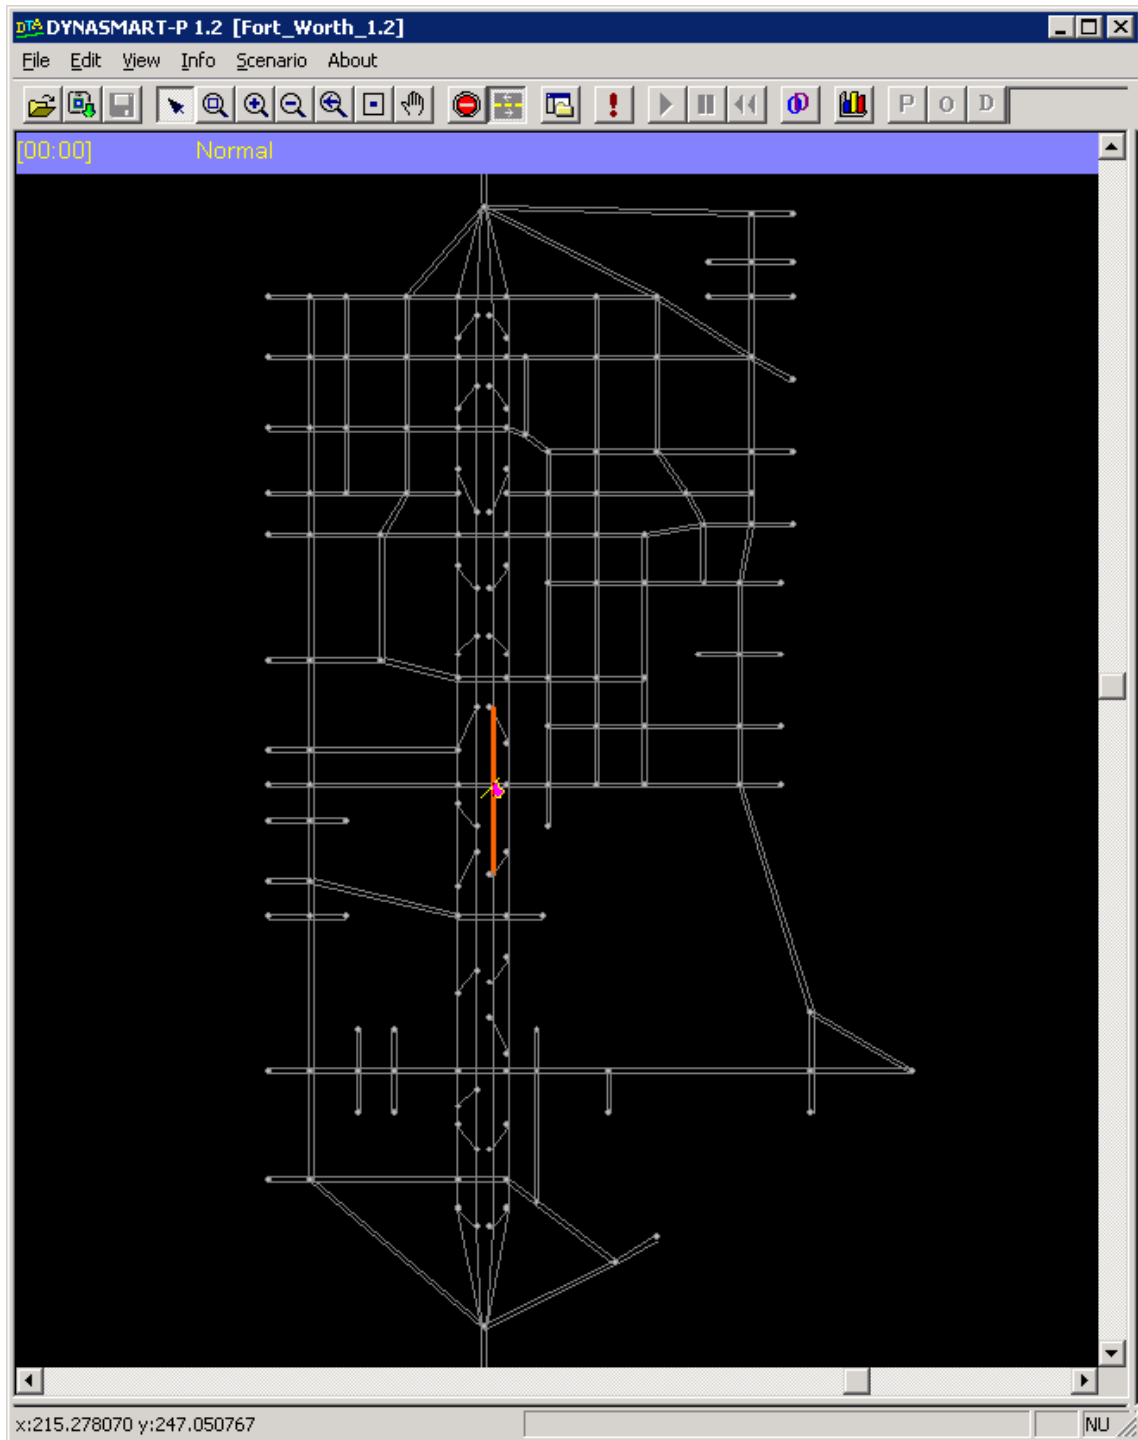 DTA DYNASMART-P 1.2 [Fort_Worth_1.2]
File Edit View Info Scenario About
P O D
[00:00] Normal
x:215.278070 y:247.050767 NU